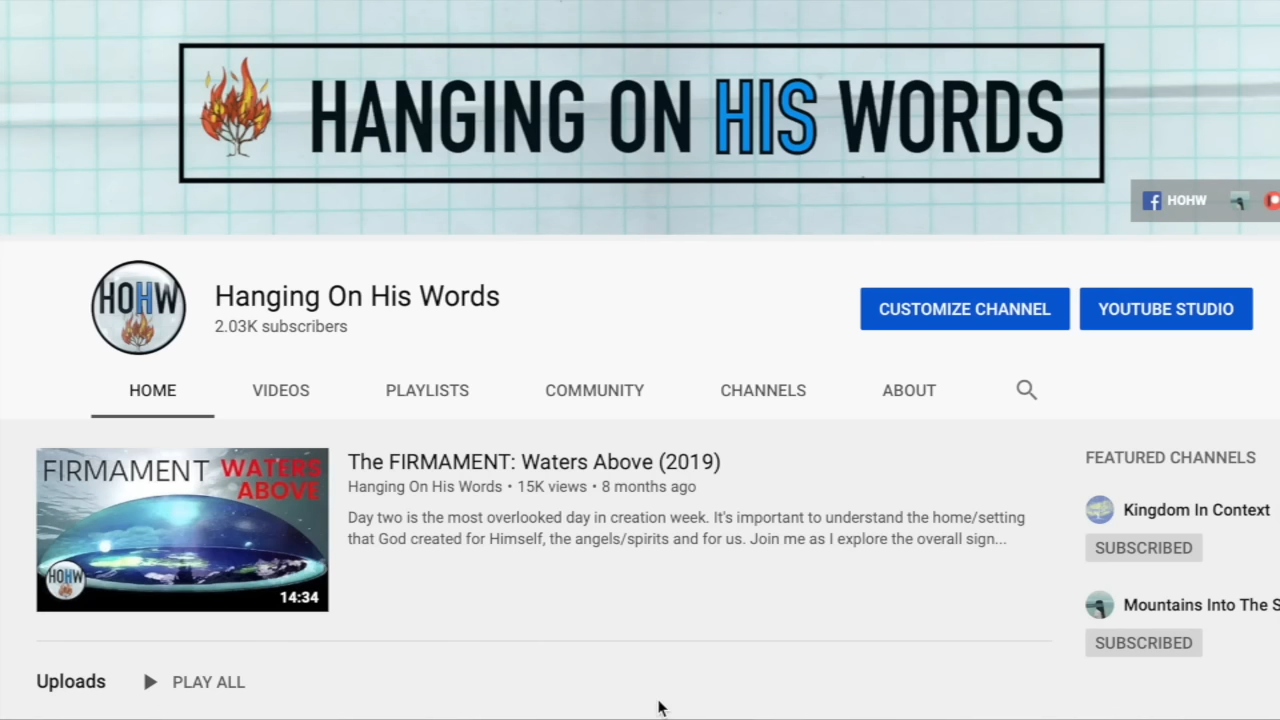 HANGING ON HIS WORDS
HOHW
HOHW
Hanging On His Words
2.03K subscribers
CUSTOMIZE CHANNEL
YOUTUBE STUDIO
HOME
VIDEOS
PLAYLISTS
COMMUNITY
CHANNELS
ABOUT
FIRMAMENT WATERS
ABOVE
HOHW
14:34
The FIRMAMENT: Waters Above (2019)
Hanging On His Words • 15K views • 8 months ago
Day two is the most overlooked day in creation week. It's important to understand the home/setting
that God created for Himself, the angels/spirits and for us. Join me as I explore the overall sign...
FEATURED CHANNELS
Kingdom In Context
SUBSCRIBED
Mountains Into The S
SUBSCRIBED
Uploads
PLAY ALL